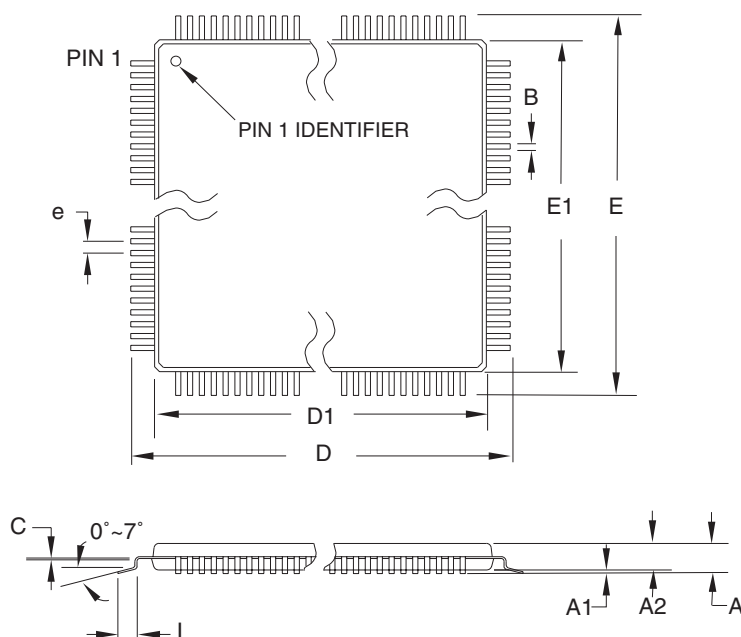 PIN 1
B
PIN 1 IDENTIFIER
E1
E
e
D1
D
C
0°~7°
A1
A2
A
L